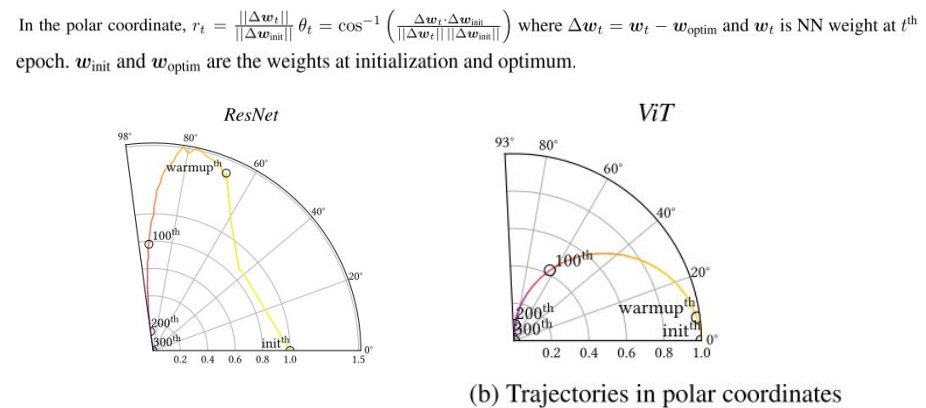 In the polar coordinate, r_t = ||Δw_t|| / ||Δw_init|| θ_t = cos⁻¹ ( Δw_t · Δw_init / ||Δw_t|| ||Δw_init|| ) where Δw_t = w_t − w_optim and w_t is NN weight at t^th
epoch. w_init and w_optim are the weights at initialization and optimum.
ResNet
98°
80°
60°
40°
20°
0°
warmup^th
100^th
200^th
300^th
init^th
0.2 0.4 0.6 0.8 1.0 1.5
ViT
93°
80°
60°
40°
20°
0°
100^th
200^th
300^th
warmup^th
init^th
0.2 0.4 0.6 0.8 1.0
(b) Trajectories in polar coordinates